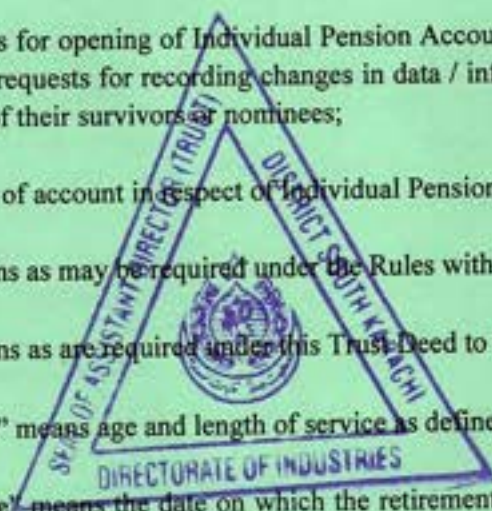 s for opening of Individual Pension Accou
requests for recording changes in data / inf
f their survivors or nominees;
of account in respect of Individual Pension
ns as may be required under the Rules with
ns as are required under this Trust Deed to
” means age and length of service as define
e” means the date on which the retirement
SEAL OF ASSISTANT DIRECTOR (TRUST)
DISTRICT SOUTH KARACHI
DIRECTORATE OF INDUSTRIES